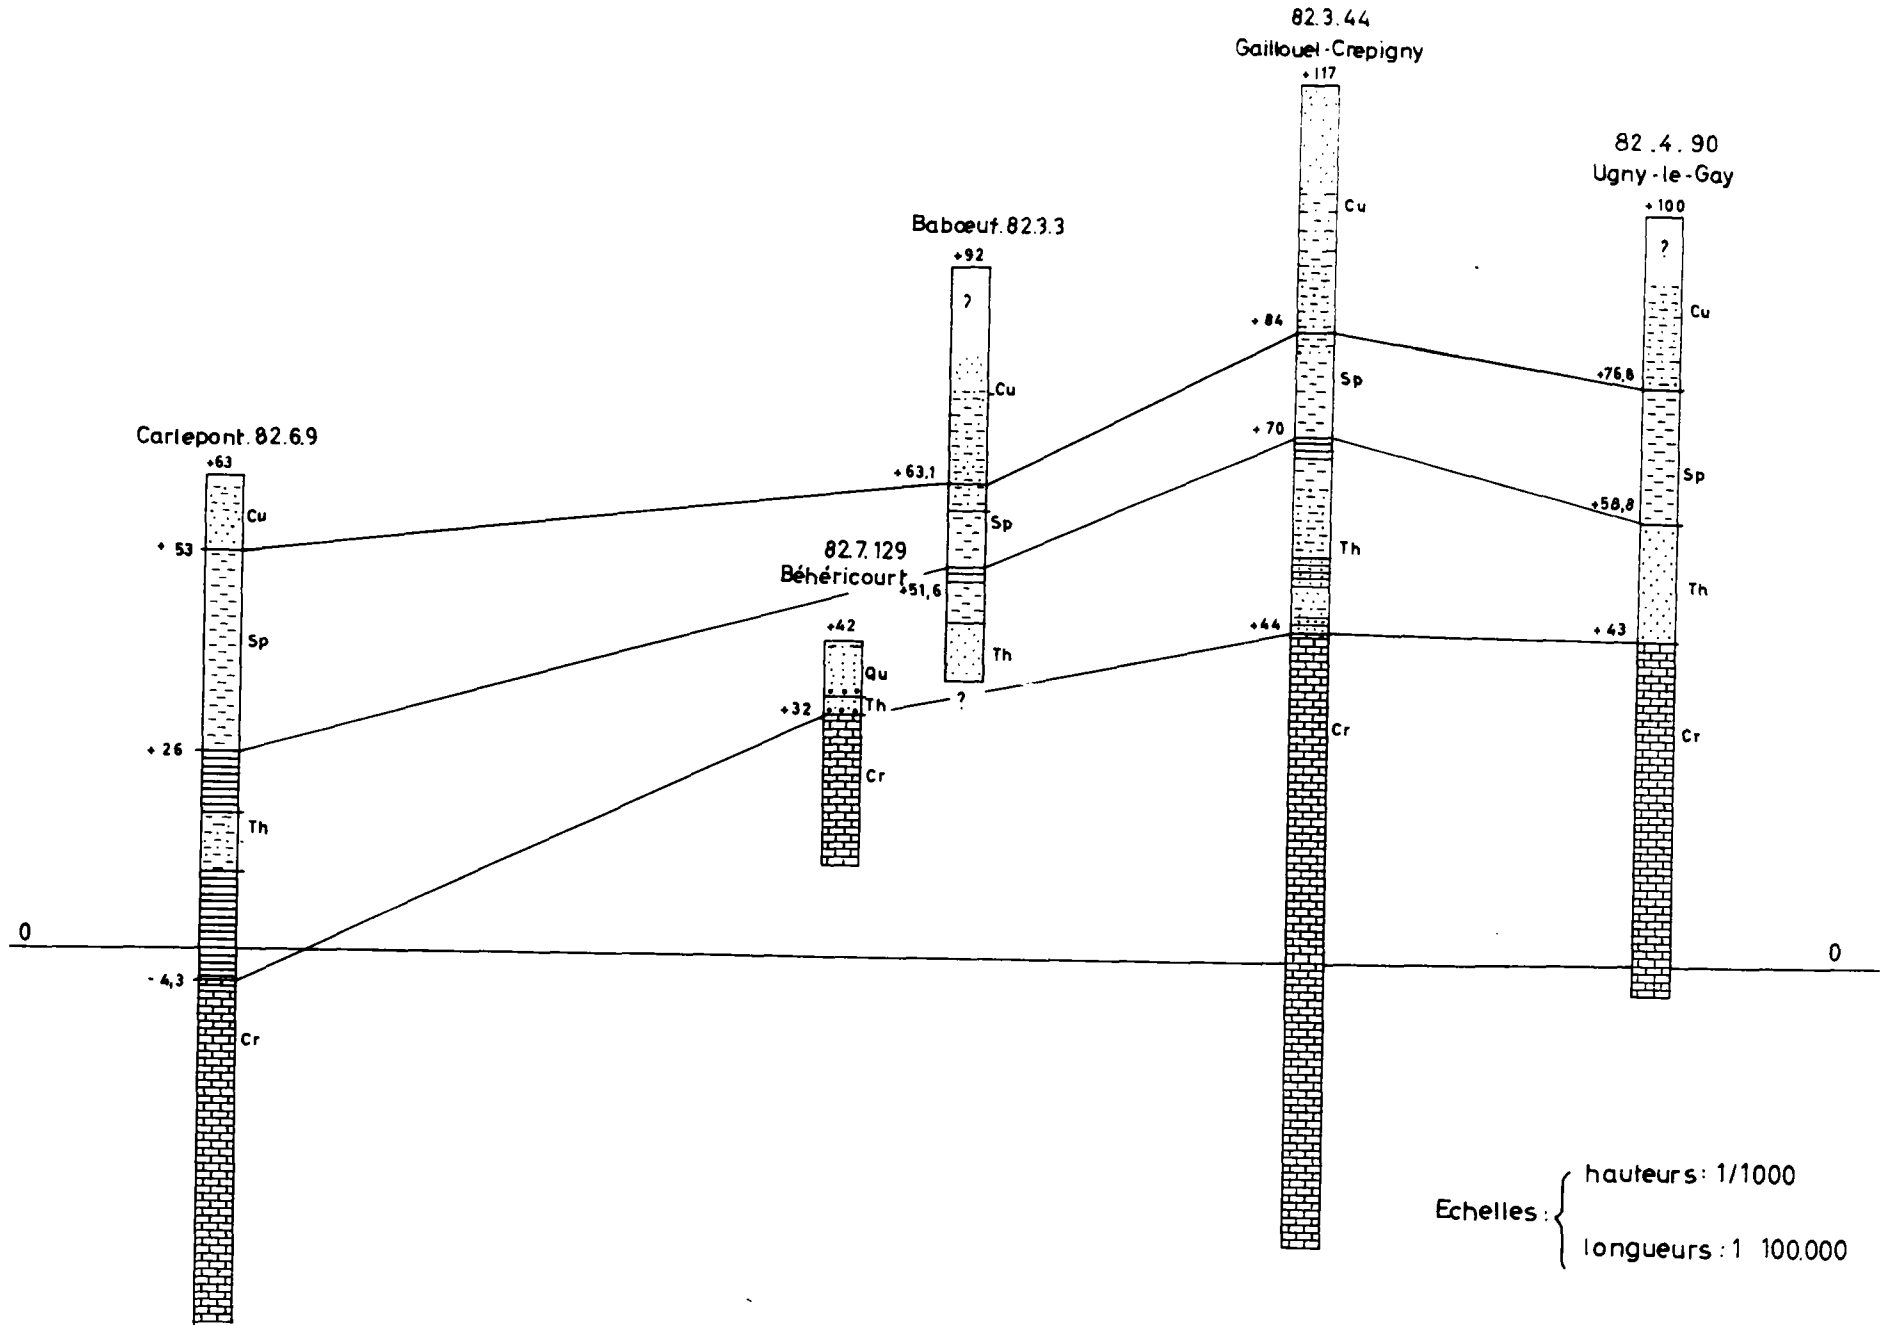 82.3.44
Gaillouel-Crepigny
+117
Cu
+84
Sp
+70
Th
+44
Cr
82.4.90
Ugny-le-Gay
+100
?
Cu
+76,8
Sp
+58,8
Th
+43
Cr
Babœuf.82.3.3
+92
?
Cu
+63,1
Sp
+51,6
Th
?
Carlepont.82.6.9
+63
Cu
+53
Sp
+26
Th
-4,3
Cr
82.7.129
Béhéricourt
+42
Qu
Th
+32
Cr
0
0
Echelles:
hauteurs: 1/1000
longueurs: 1 100.000